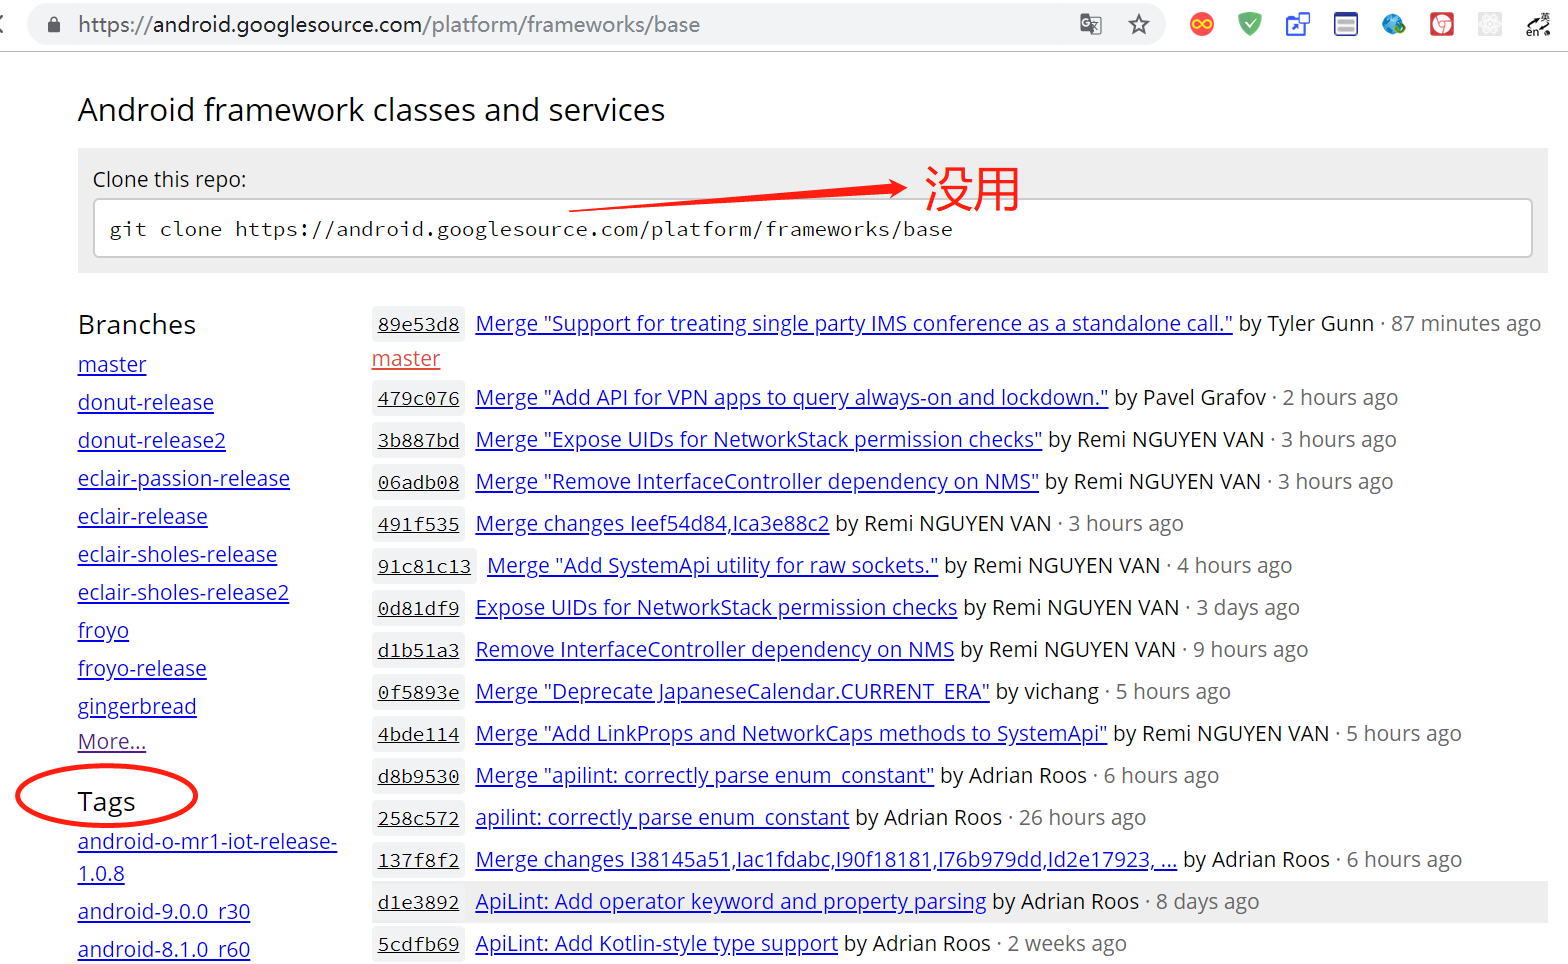 https://android.googlesource.com/platform/frameworks/base
英
en
Android framework classes and services
Clone this repo:
没用
git clone https://android.googlesource.com/platform/frameworks/base
Branches
master
donut-release
donut-release2
eclair-passion-release
eclair-release
eclair-sholes-release
eclair-sholes-release2
froyo
froyo-release
gingerbread
More...
Tags
android-o-mr1-iot-release-
1.0.8
android-9.0.0_r30
android-8.1.0_r60
89e53d8 Merge "Support for treating single party IMS conference as a standalone call." by Tyler Gunn · 87 minutes ago
master
479c076 Merge "Add API for VPN apps to query always-on and lockdown." by Pavel Grafov · 2 hours ago
3b887bd Merge "Expose UIDs for NetworkStack permission checks" by Remi NGUYEN VAN · 3 hours ago
06adb08 Merge "Remove InterfaceController dependency on NMS" by Remi NGUYEN VAN · 3 hours ago
491f535 Merge changes Ieef54d84,Ica3e88c2 by Remi NGUYEN VAN · 3 hours ago
91c81c13 Merge "Add SystemApi utility for raw sockets." by Remi NGUYEN VAN · 4 hours ago
0d81df9 Expose UIDs for NetworkStack permission checks by Remi NGUYEN VAN · 3 days ago
d1b51a3 Remove InterfaceController dependency on NMS by Remi NGUYEN VAN · 9 hours ago
0f5893e Merge "Deprecate JapaneseCalendar.CURRENT_ERA" by vichang · 5 hours ago
4bde114 Merge "Add LinkProps and NetworkCaps methods to SystemApi" by Remi NGUYEN VAN · 5 hours ago
d8b9530 Merge "apilint: correctly parse enum_constant" by Adrian Roos · 6 hours ago
258c572 apilint: correctly parse enum_constant by Adrian Roos · 26 hours ago
137f8f2 Merge changes I38145a51,Iac1fdabc,I90f18181,I76b979dd,Id2e17923, ... by Adrian Roos · 6 hours ago
d1e3892 ApiLint: Add operator keyword and property parsing by Adrian Roos · 8 days ago
5cdfb69 ApiLint: Add Kotlin-style type support by Adrian Roos · 2 weeks ago